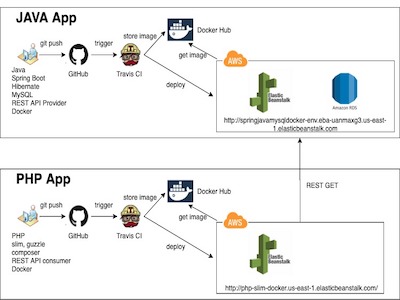 JAVA App
git push
trigger
store image
Docker Hub
get image
AWS
Java
Spring Boot
Hibernate
MySQL
REST API Provider
Docker
GitHub
Travis CI
deploy
Elastic
Beanstalk
Amazon RDS
http://springjavamysqldocker-env.eba-uanmaxg3.us-east-
1.elasticbeanstalk.com
PHP App
REST GET
git push
trigger
store image
Docker Hub
get image
AWS
PHP
slim, guzzle
composer
REST API consumer
Docker
GitHub
Travis CI
deploy
Elastic
Beanstalk
http://php-slim-docker.us-east-1.elasticbeanstalk.com/